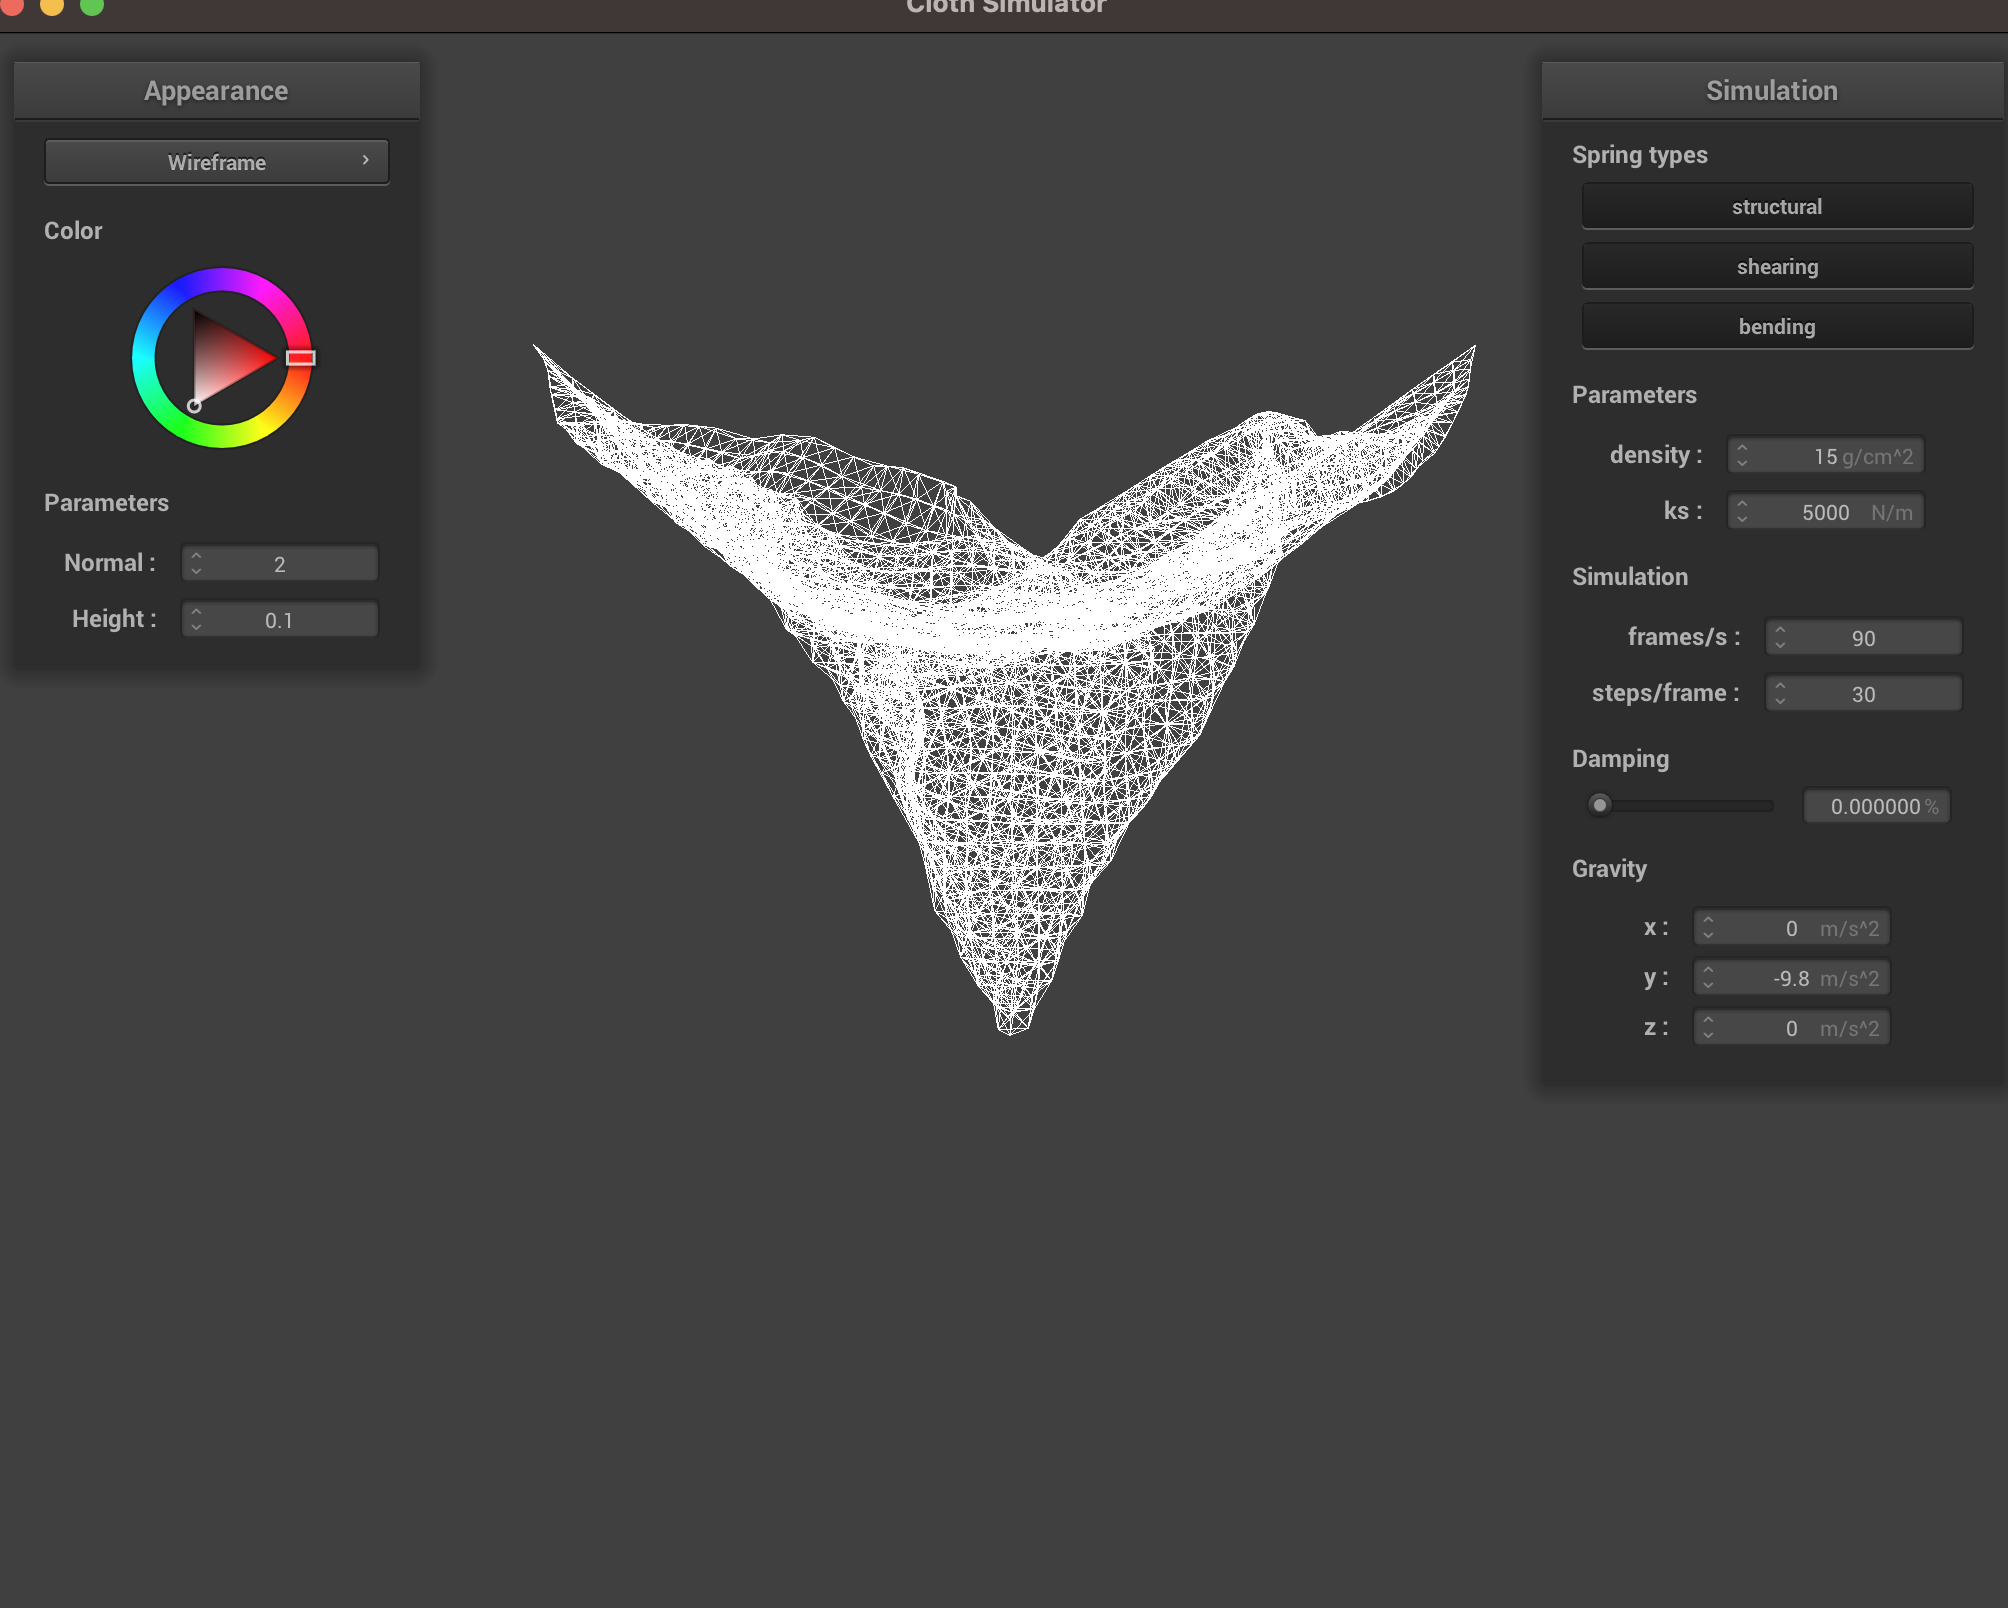 Cloth Simulator
Appearance
Wireframe
Color
Parameters
Normal : 2
Height : 0.1
Simulation
Spring types
structural
shearing
bending
Parameters
density : 15 g/cm^2
ks : 5000 N/m
Simulation
frames/s : 90
steps/frame : 30
Damping
0.000000 %
Gravity
x : 0 m/s^2
y : -9.8 m/s^2
z : 0 m/s^2